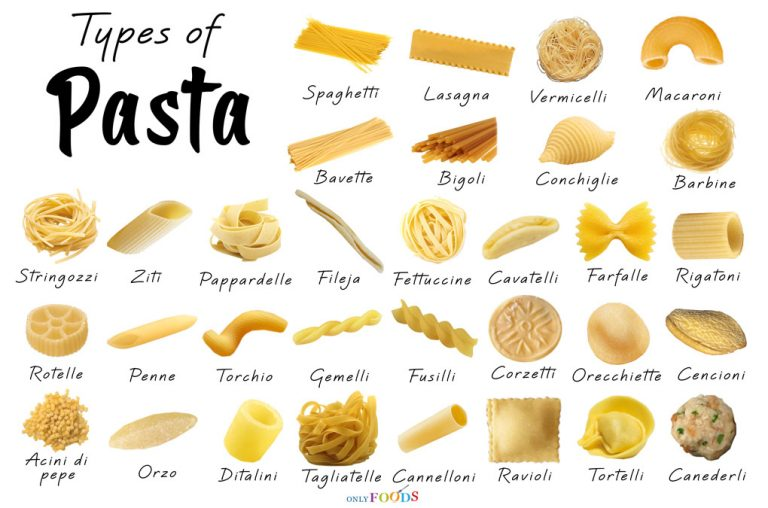 Types of
Pasta
Spaghetti
Lasagna
Vermicelli
Macaroni
Bavette
Bigoli
Conchiglie
Barbine
Stringozzi
Ziti
Pappardelle
Fileja
Fettuccine
Cavatelli
Farfalle
Rigatoni
Rotelle
Penne
Torchio
Gemelli
Fusilli
Corzetti
Orecchiette
Cencioni
Acini di
pepe
Orzo
Ditalini
Tagliatelle
Cannelloni
Ravioli
Tortelli
Canederli
ONLY FOODS